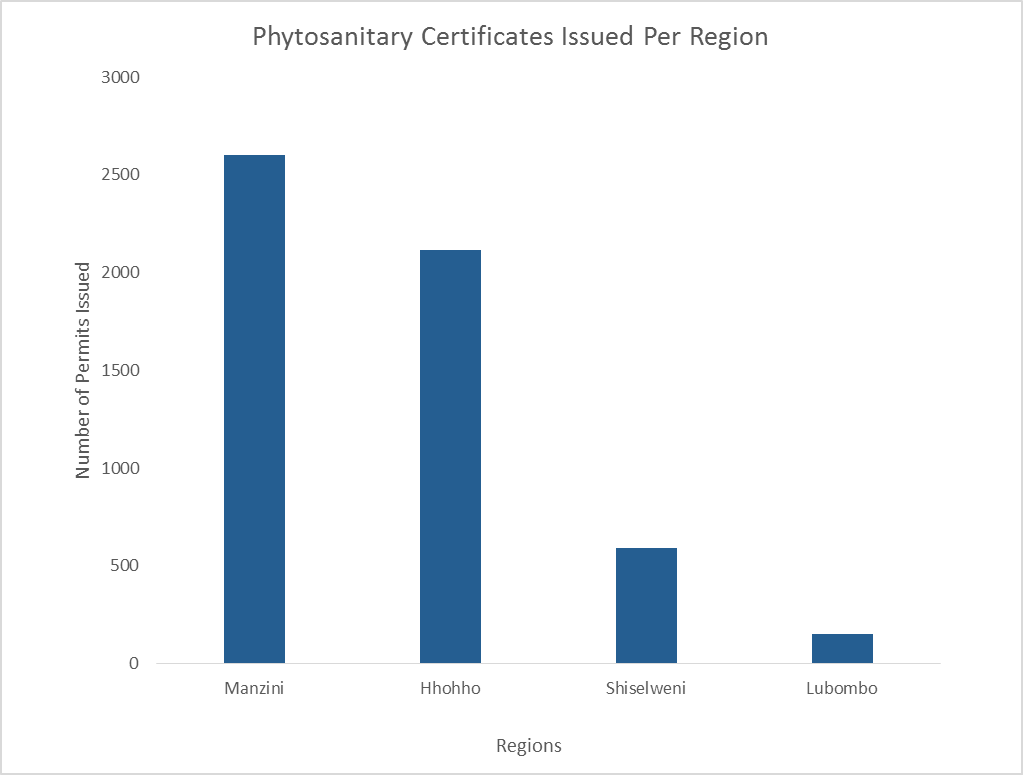 Phytosanitary Certificates Issued Per Region
3000
2500
2000
1500
1000
500
0
Number of Permits Issued
Manzini
Hhohho
Shiselweni
Lubombo
Regions